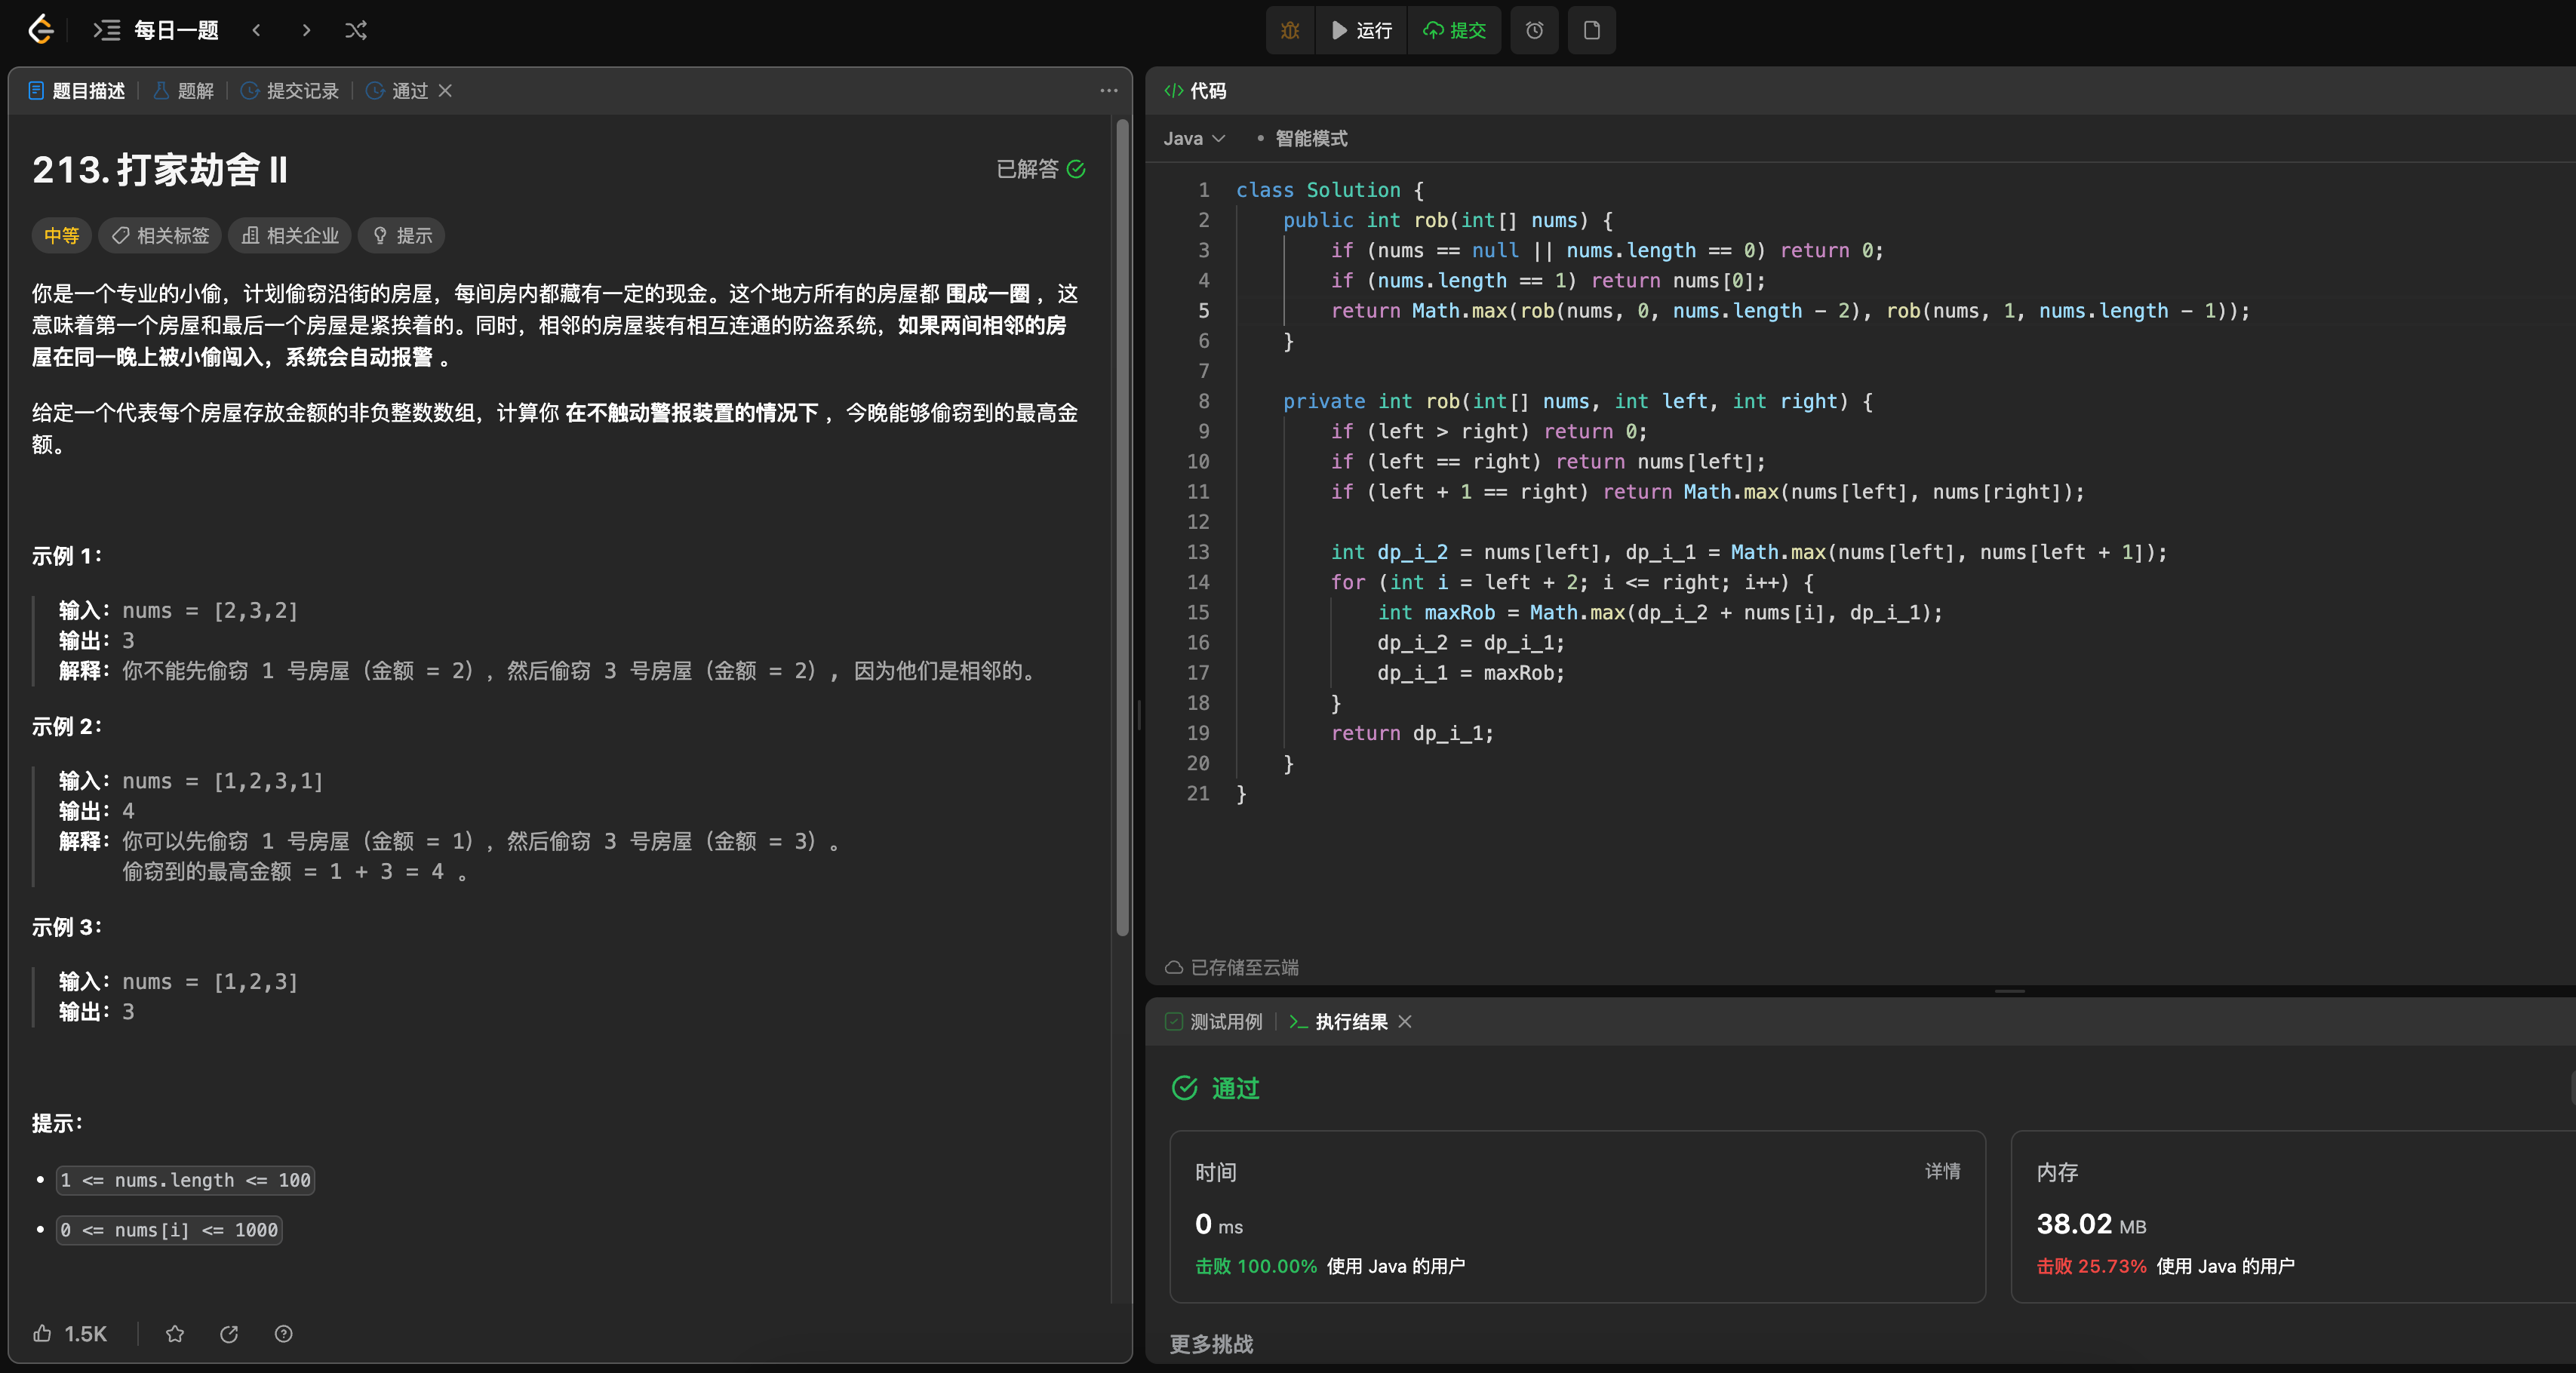 每日一题
运行
提交
题目描述
题解
提交记录
通过
213. 打家劫舍 II
已解答
中等
相关标签
相关企业
提示
你是一个专业的小偷，计划偷窃沿街的房屋，每间房内都藏有一定的现金。这个地方所有的房屋都 围成一圈 ，这
意味着第一个房屋和最后一个房屋是紧挨着的。同时，相邻的房屋装有相互连通的防盗系统，如果两间相邻的房
屋在同一晚上被小偷闯入，系统会自动报警 。
给定一个代表每个房屋存放金额的非负整数数组，计算你 在不触动警报装置的情况下 ，今晚能够偷窃到的最高金
额。
示例 1：
输入：nums = [2,3,2]
输出：3
解释：你不能先偷窃 1 号房屋（金额 = 2）, 然后偷窃 3 号房屋（金额 = 2）, 因为他们是相邻的。
示例 2：
输入：nums = [1,2,3,1]
输出：4
解释：你可以先偷窃 1 号房屋（金额 = 1）, 然后偷窃 3 号房屋（金额 = 3）。
偷窃到的最高金额 = 1 + 3 = 4 。
示例 3：
输入：nums = [1,2,3]
输出：3
提示：
1 <= nums.length <= 100
0 <= nums[i] <= 1000
1.5K
代码
Java
智能模式
1 class Solution {
2     public int rob(int[] nums) {
3         if (nums == null || nums.length == 0) return 0;
4         if (nums.length == 1) return nums[0];
5         return Math.max(rob(nums, 0, nums.length - 2), rob(nums, 1, nums.length - 1));
6     }
7
8     private int rob(int[] nums, int left, int right) {
9         if (left > right) return 0;
10         if (left == right) return nums[left];
11         if (left + 1 == right) return Math.max(nums[left], nums[right]);
12
13         int dp_i_2 = nums[left], dp_i_1 = Math.max(nums[left], nums[left + 1]);
14         for (int i = left + 2; i <= right; i++) {
15             int maxRob = Math.max(dp_i_2 + nums[i], dp_i_1);
16             dp_i_2 = dp_i_1;
17             dp_i_1 = maxRob;
18         }
19         return dp_i_1;
20     }
21 }
已存储至云端
测试用例
执行结果
通过
时间
详情
0 ms
击败 100.00% 使用 Java 的用户
内存
38.02 MB
击败 25.73% 使用 Java 的用户
更多挑战